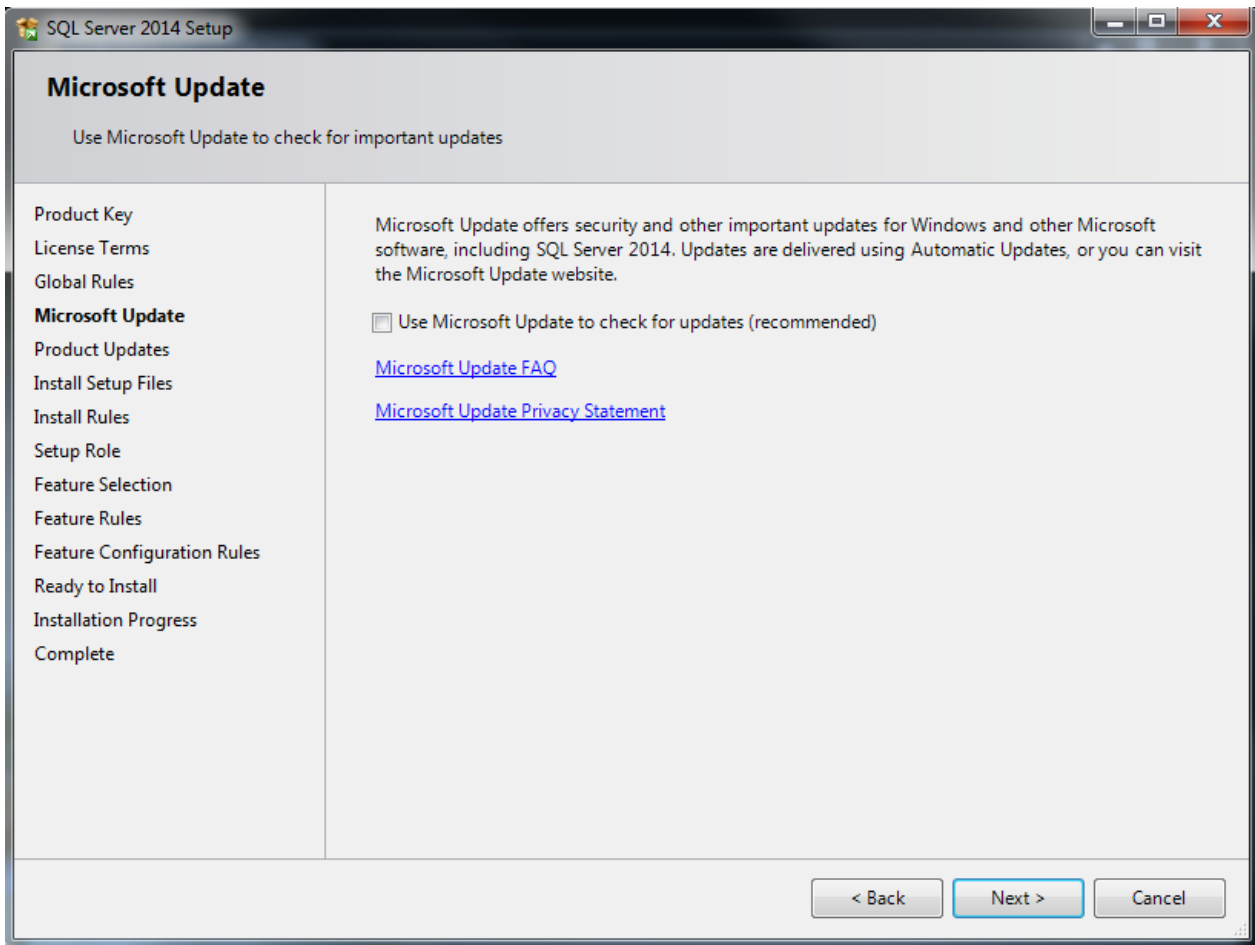 SQL Server 2014 Setup
Microsoft Update
Use Microsoft Update to check for important updates
Product Key
License Terms
Global Rules
Microsoft Update
Product Updates
Install Setup Files
Install Rules
Setup Role
Feature Selection
Feature Rules
Feature Configuration Rules
Ready to Install
Installation Progress
Complete
Microsoft Update offers security and other important updates for Windows and other Microsoft
software, including SQL Server 2014. Updates are delivered using Automatic Updates, or you can visit
the Microsoft Update website.
Use Microsoft Update to check for updates (recommended)
Microsoft Update FAQ
Microsoft Update Privacy Statement
< Back
Next >
Cancel